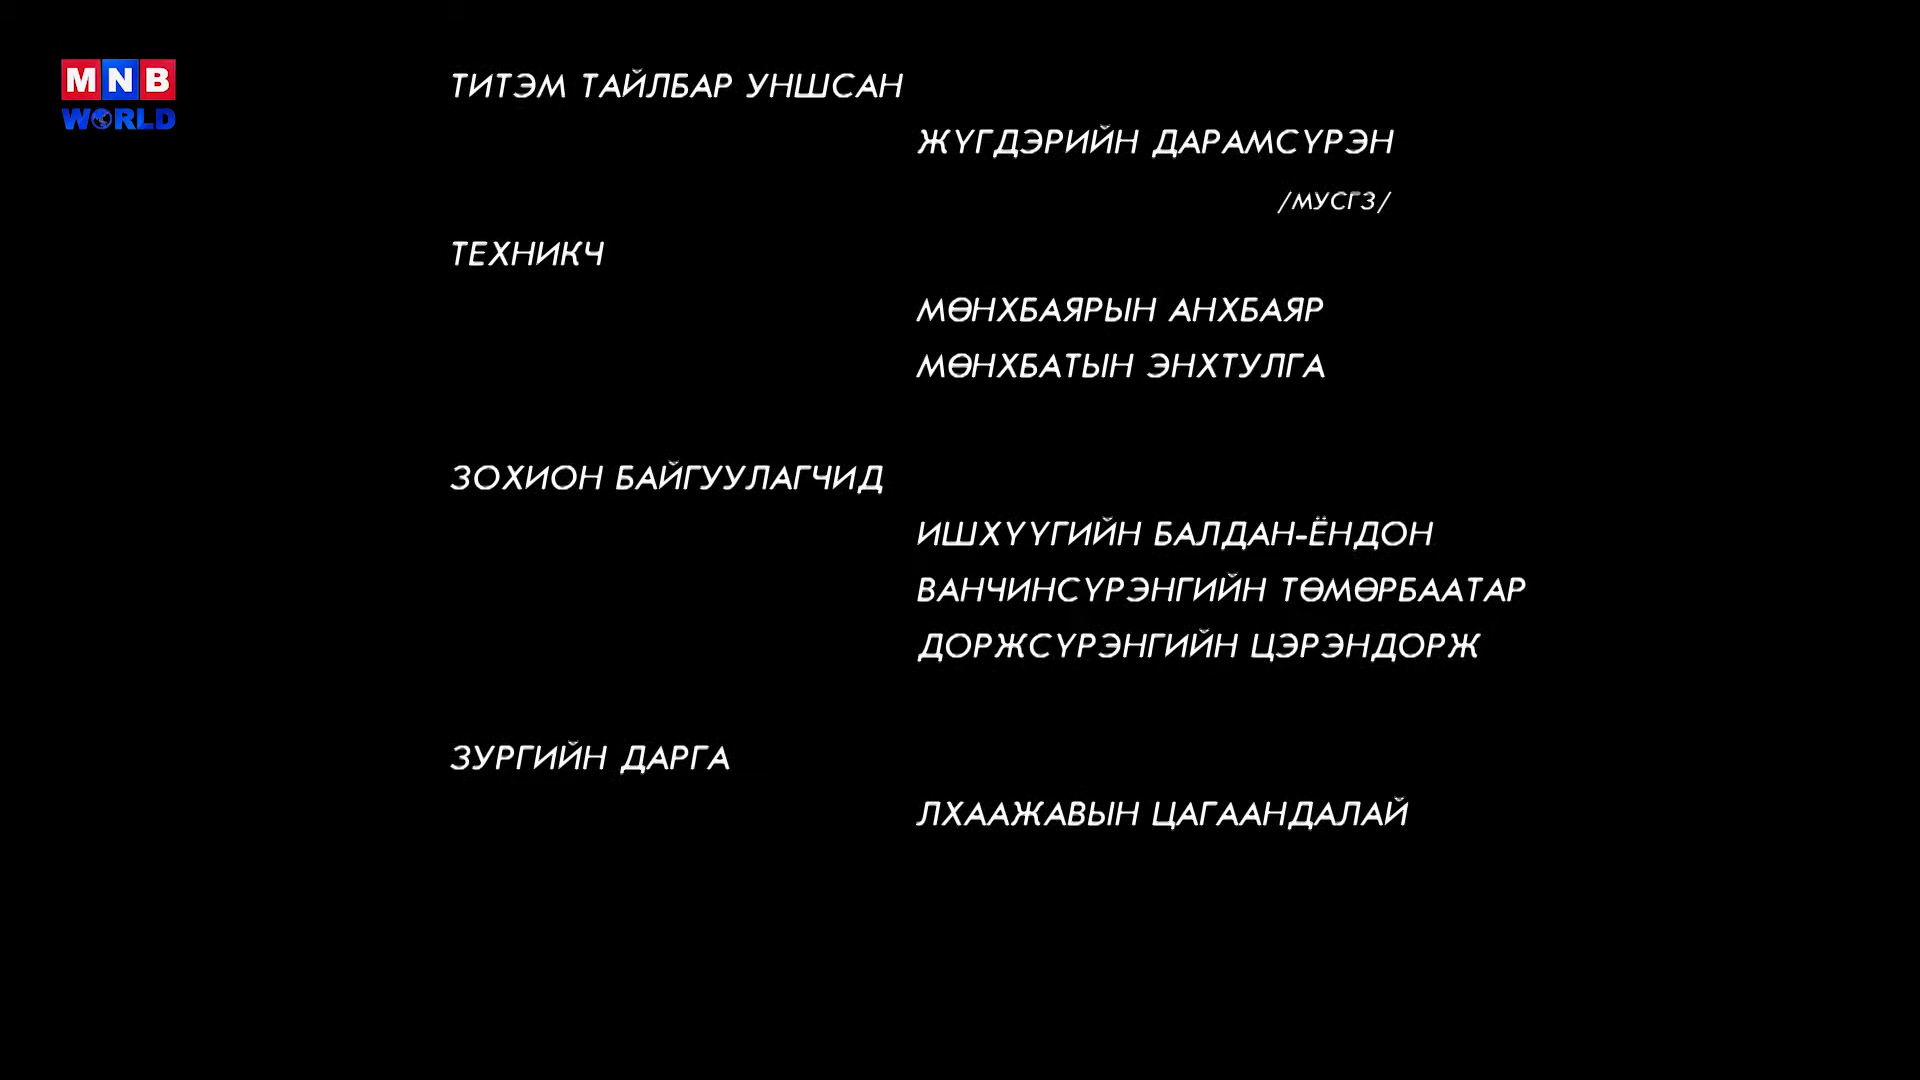 MNB
WORLD
ТИТЭМ ТАЙЛБАР УНШСАН
ЖҮГДЭРИЙН ДАРАМСҮРЭН
/МУСГЗ/
ТЕХНИКЧ
МӨНХБАЯРЫН АНХБАЯР
МӨНХБАТЫН ЭНХТУЛГА
ЗОХИОН БАЙГУУЛАГЧИД
ИШХҮҮГИЙН БАЛДАН-ЁНДОН
ВАНЧИНСҮРЭНГИЙН ТӨМӨРБААТАР
ДОРЖСҮРЭНГИЙН ЦЭРЭНДОРЖ
ЗУРГИЙН ДАРГА
ЛХААЖАВЫН ЦАГААНДАЛАЙ